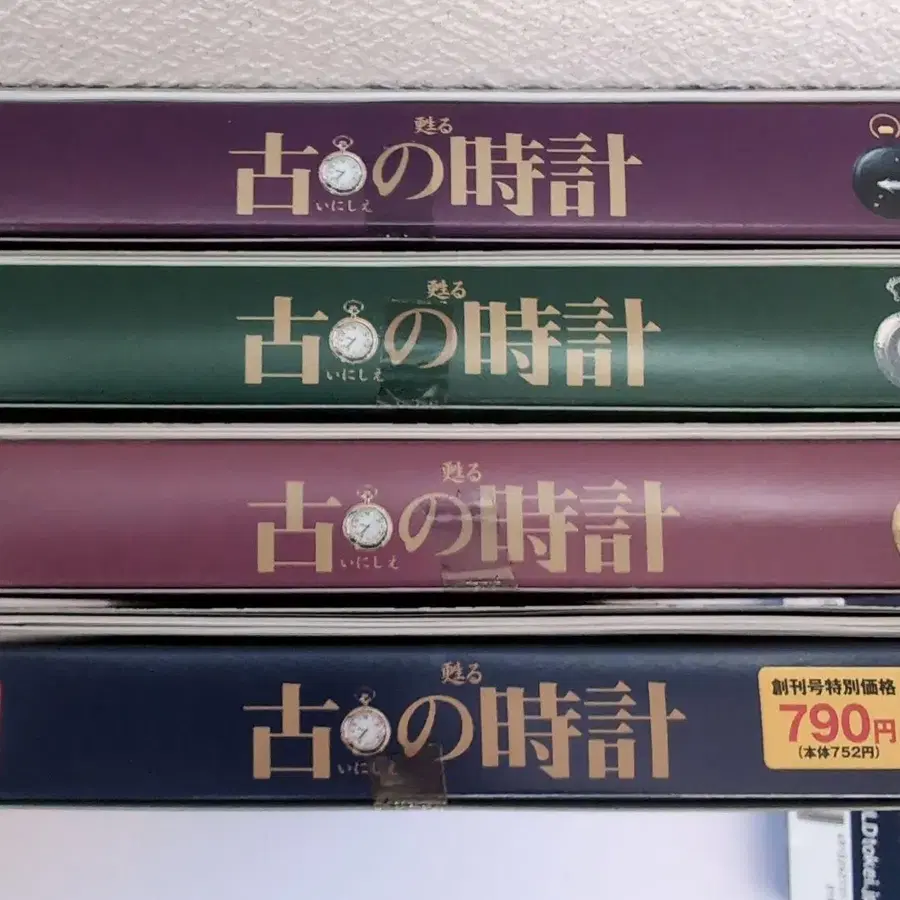 甦る
古の時計
いにしえ
甦る
古の時計
いにしえ
甦る
古の時計
いにしえ
甦る
古の時計
いにしえ
創刊号特別価格
790円
(本体752円)